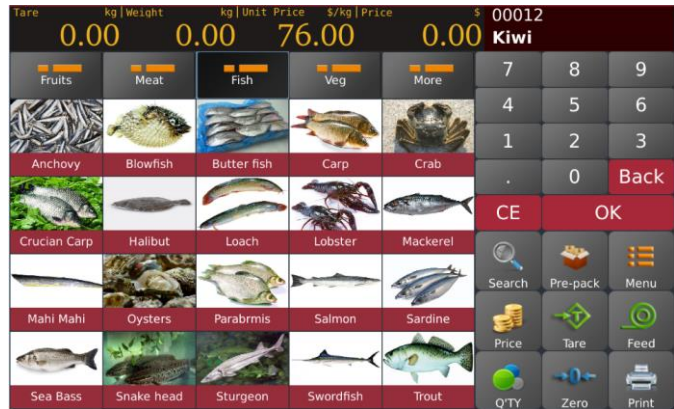 Tare kg Weight kg Unit Price $/kg Price $
0.00 0.00 76.00 0.00
00012
Kiwi
Fruits Meat Fish Veg More
Anchovy Blowfish Butter fish Carp Crab
Crucian Carp Halibut Loach Lobster Mackerel
Mahi Mahi Oysters Parabrmis Salmon Sardine
Sea Bass Snake head Sturgeon Swordfish Trout
7 8 9
4 5 6
1 2 3
. 0 Back
CE OK
Search Pre-pack Menu
Price Tare Feed
Q'TY Zero Print